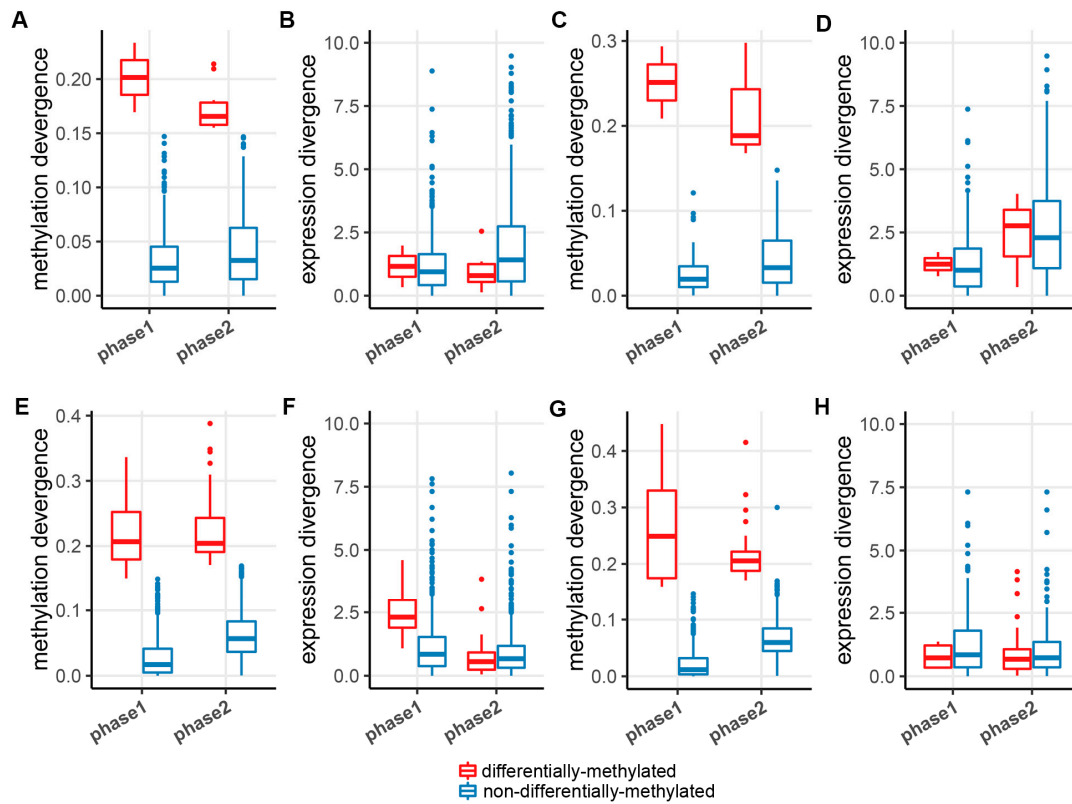 A
methylation devergence
0.20
0.15
0.10
0.05
0.00
phase1
phase2
B
expression divergence
10.0
7.5
5.0
2.5
0.0
phase1
phase2
C
methylation devergence
0.3
0.2
0.1
0.0
phase1
phase2
D
expression divergence
10.0
7.5
5.0
2.5
0.0
phase1
phase2
E
methylation devergence
0.4
0.3
0.2
0.1
0.0
phase1
phase2
F
expression divergence
10.0
7.5
5.0
2.5
0.0
phase1
phase2
G
methylation devergence
0.4
0.3
0.2
0.1
0.0
phase1
phase2
H
expression divergence
10.0
7.5
5.0
2.5
0.0
phase1
phase2
differentially-methylated
non-differentially-methylated